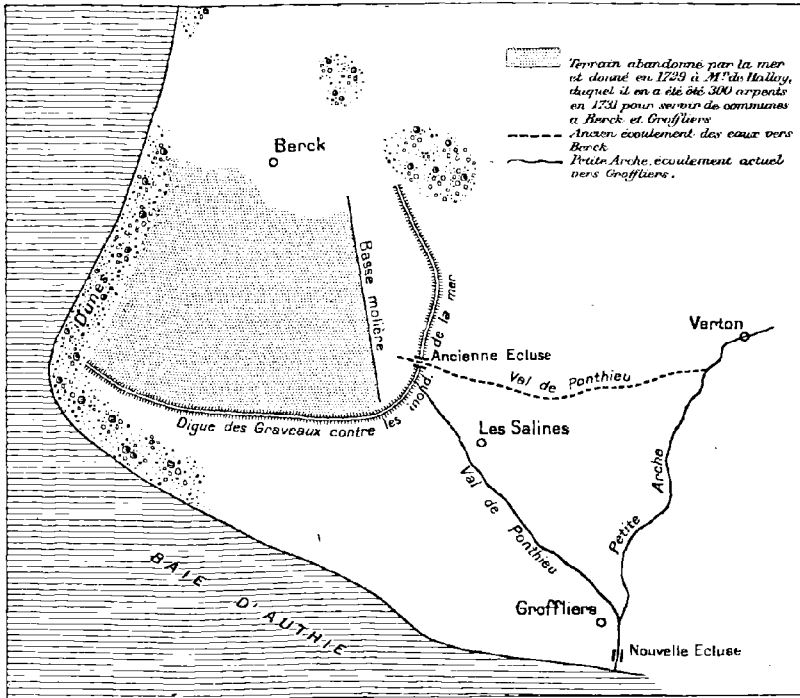 Terrain abandonné par la mer
et donné en 1729 à Mr. de Hallay,
duquel il en a été ôté 300 arpents
en 1731 pour servir de communes
a Berck et Groffliers
Ancien écoulement des eaux vers
Berck
Petite Arche, écoulement actuel
vers Groffliers.
Berck
Dunes
Basse molière
Verton
Ancienne Ecluse
Val de Ponthieu
Digue des Graveaux contre les inond. de la mer
Les Salines
Val de Ponthieu
Petite Arche
BAIE D'AUTHIE
Groffliers
Nouvelle Ecluse